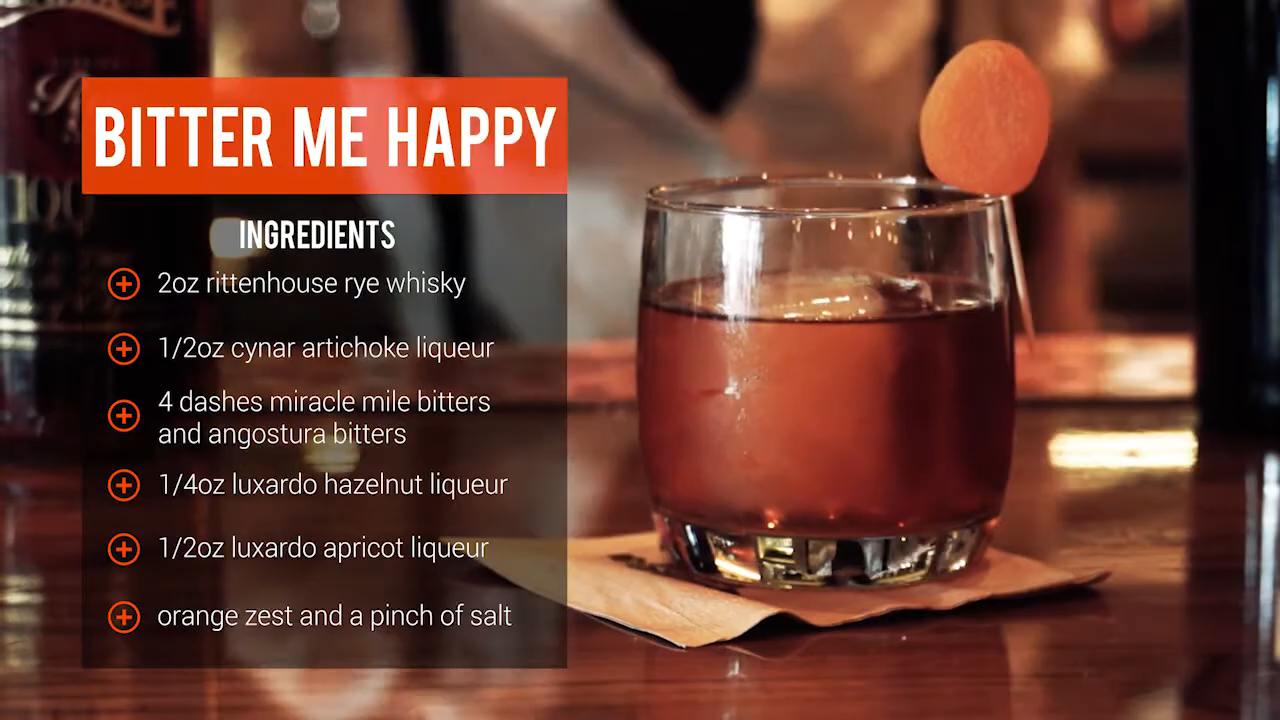 BITTER ME HAPPY
INGREDIENTS
2oz rittenhouse rye whisky
1/2oz cynar artichoke liqueur
4 dashes miracle mile bitters
and angostura bitters
1/4oz luxardo hazelnut liqueur
1/2oz luxardo apricot liqueur
orange zest and a pinch of salt
100